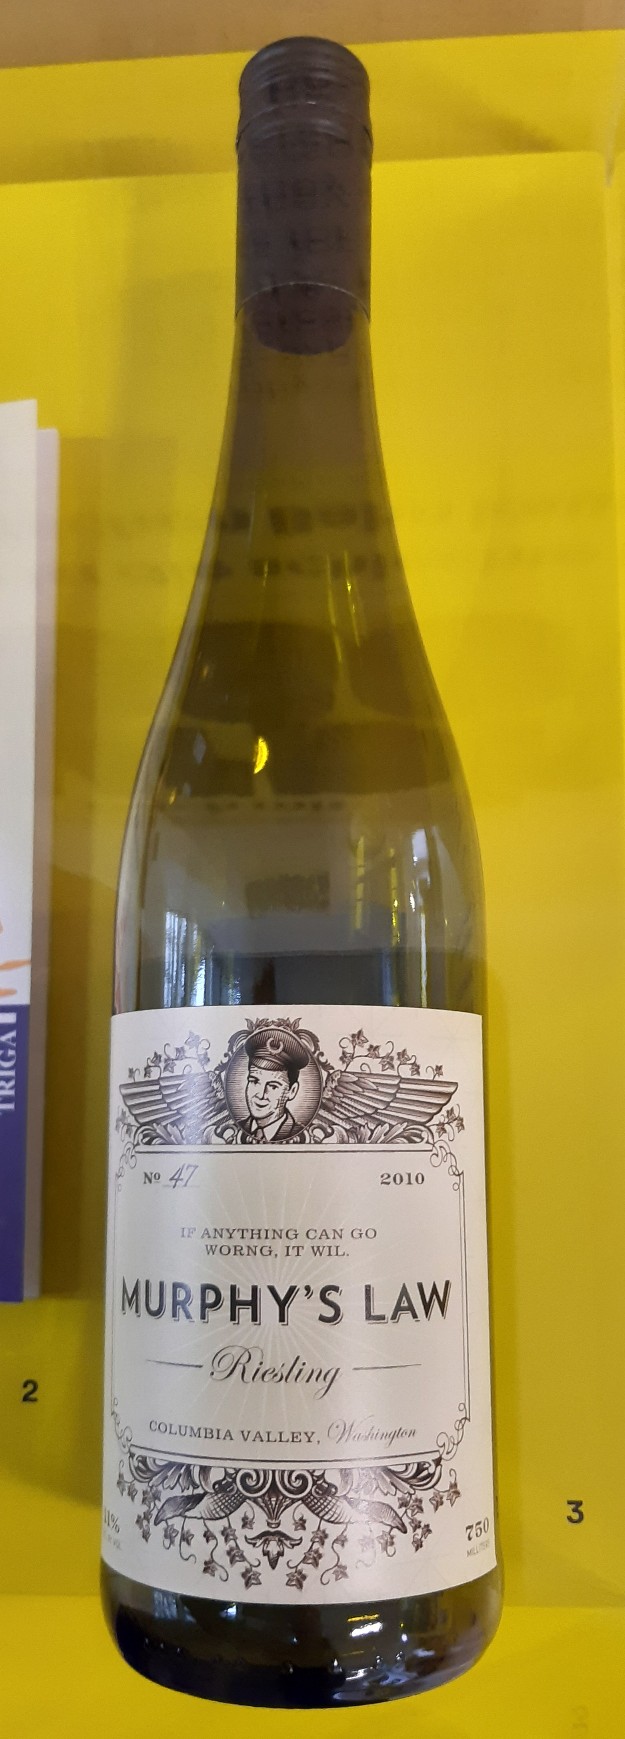 Nº 47
2010
IF ANYTHING CAN GO
WORNG, IT WIL.
MURPHY'S LAW
Riesling
COLUMBIA VALLEY, Washington
11%
750
MILLILITERS
TRIGA
2
3